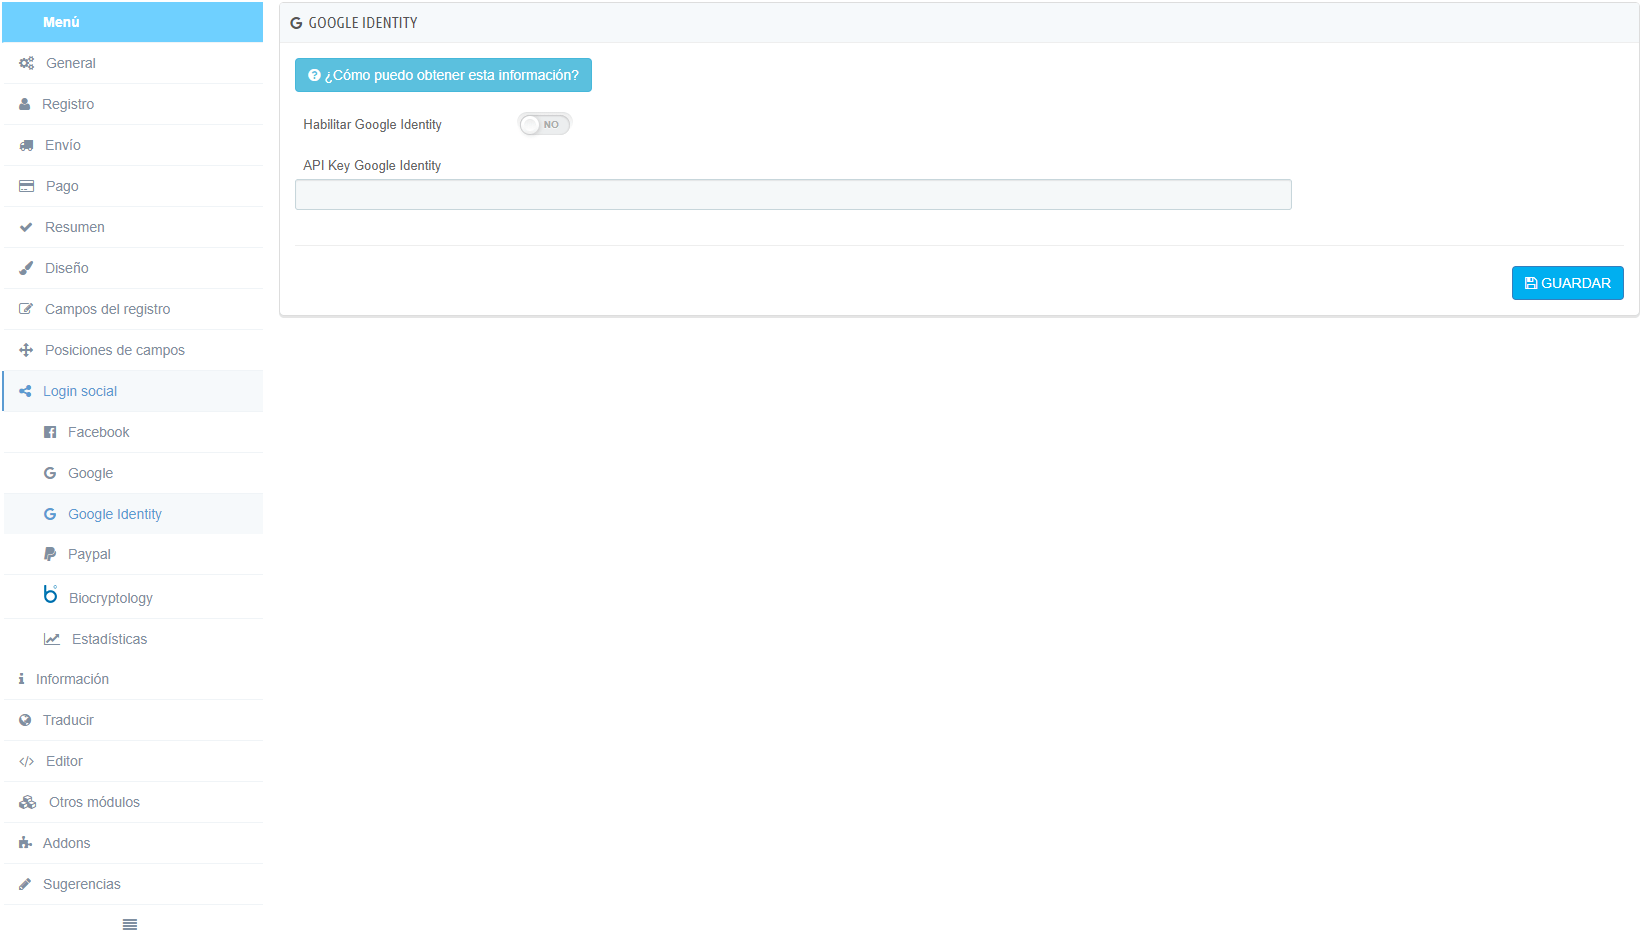 Menú
General
Registro
Envío
Pago
Resumen
Diseño
Campos del registro
Posiciones de campos
Login social
Facebook
Google
Google Identity
Paypal
Biocryptology
Estadísticas
Información
Traducir
Editor
Otros módulos
Addons
Sugerencias
GOOGLE IDENTITY
¿Cómo puedo obtener esta información?
Habilitar Google Identity NO
API Key Google Identity
GUARDAR